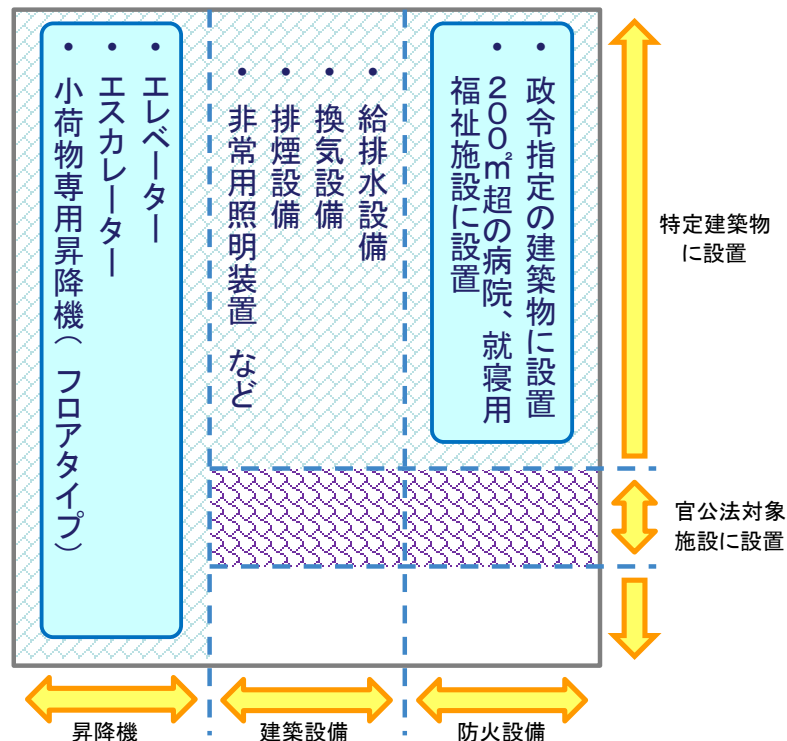 ・政令指定の建築物に設置
・２００㎡超の病院、就寝用
福祉施設に設置
・給排水設備
・換気設備
・排煙設備
・非常用照明装置　など
・エレベーター
・エスカレーター
・小荷物専用昇降機（フロアタイプ）
特定建築物
に設置
官公法対象
施設に設置
昇降機
建築設備
防火設備